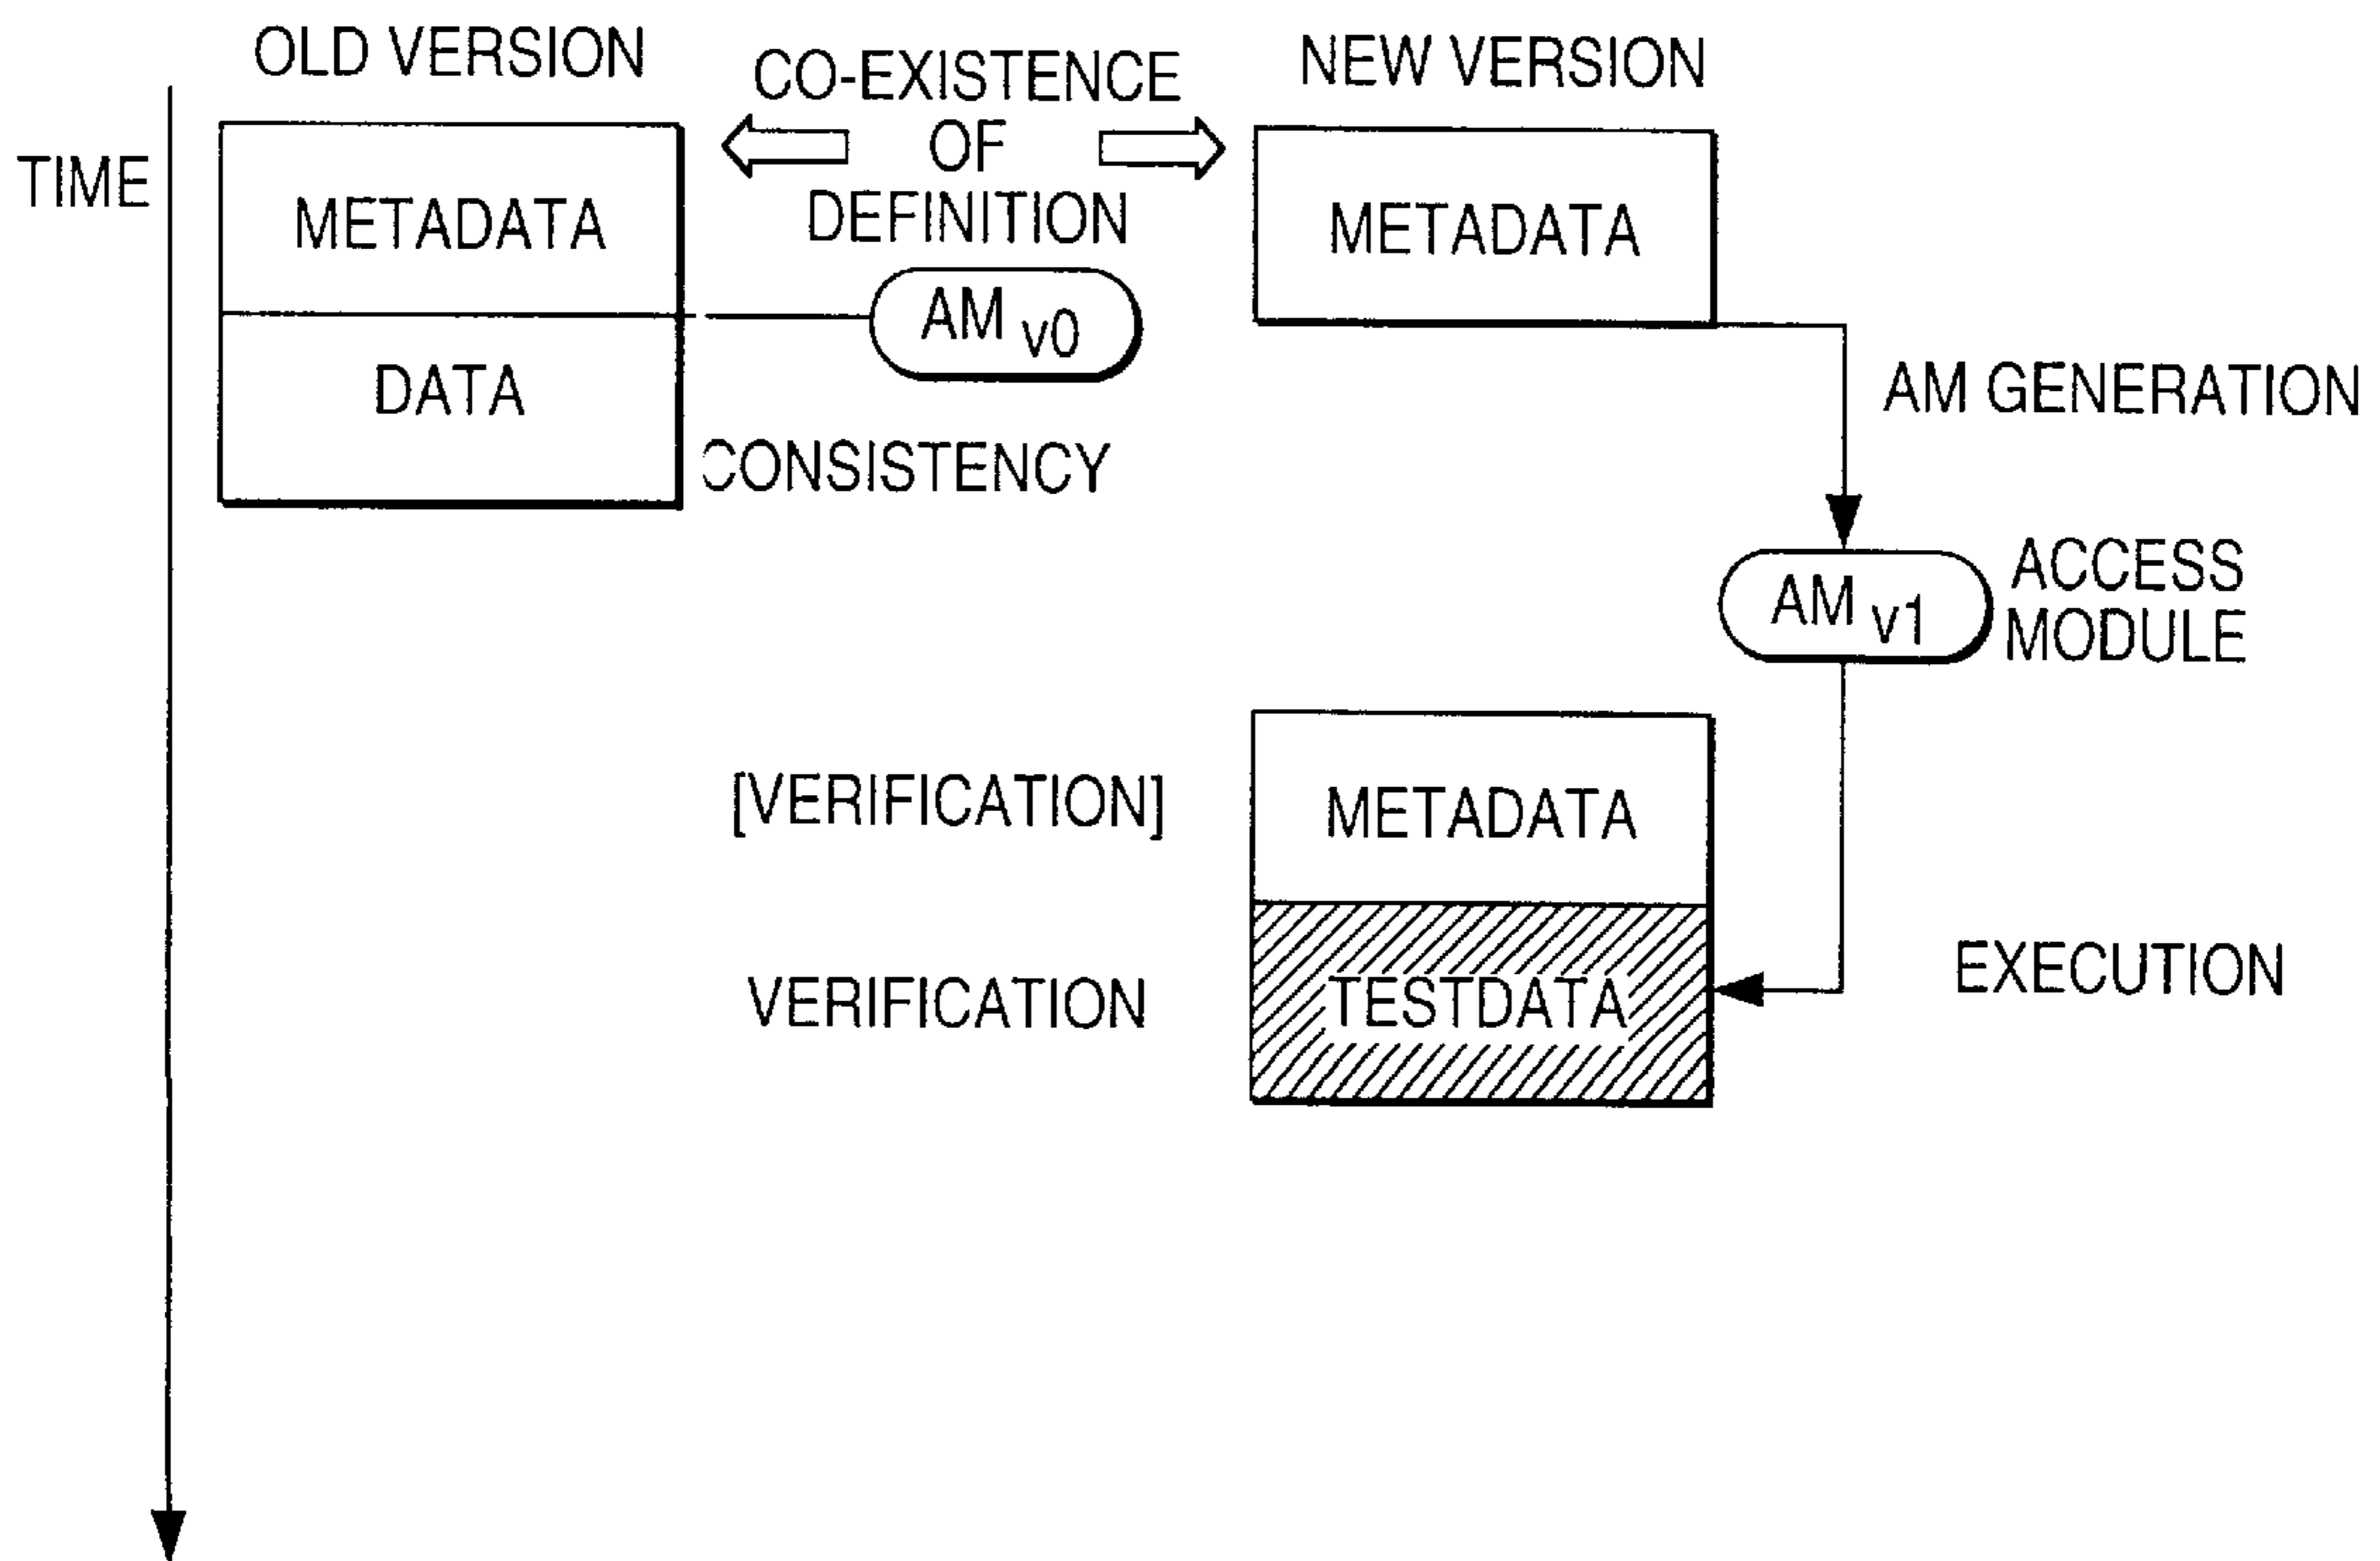 OLD VERSION
CO-EXISTENCE
OF
DEFINITION
NEW VERSION
TIME
METADATA
METADATA
AM v0
DATA
CONSISTENCY
AM GENERATION
AM v1
ACCESS
MODULE
[VERIFICATION]
METADATA
VERIFICATION
TESTDATA
EXECUTION